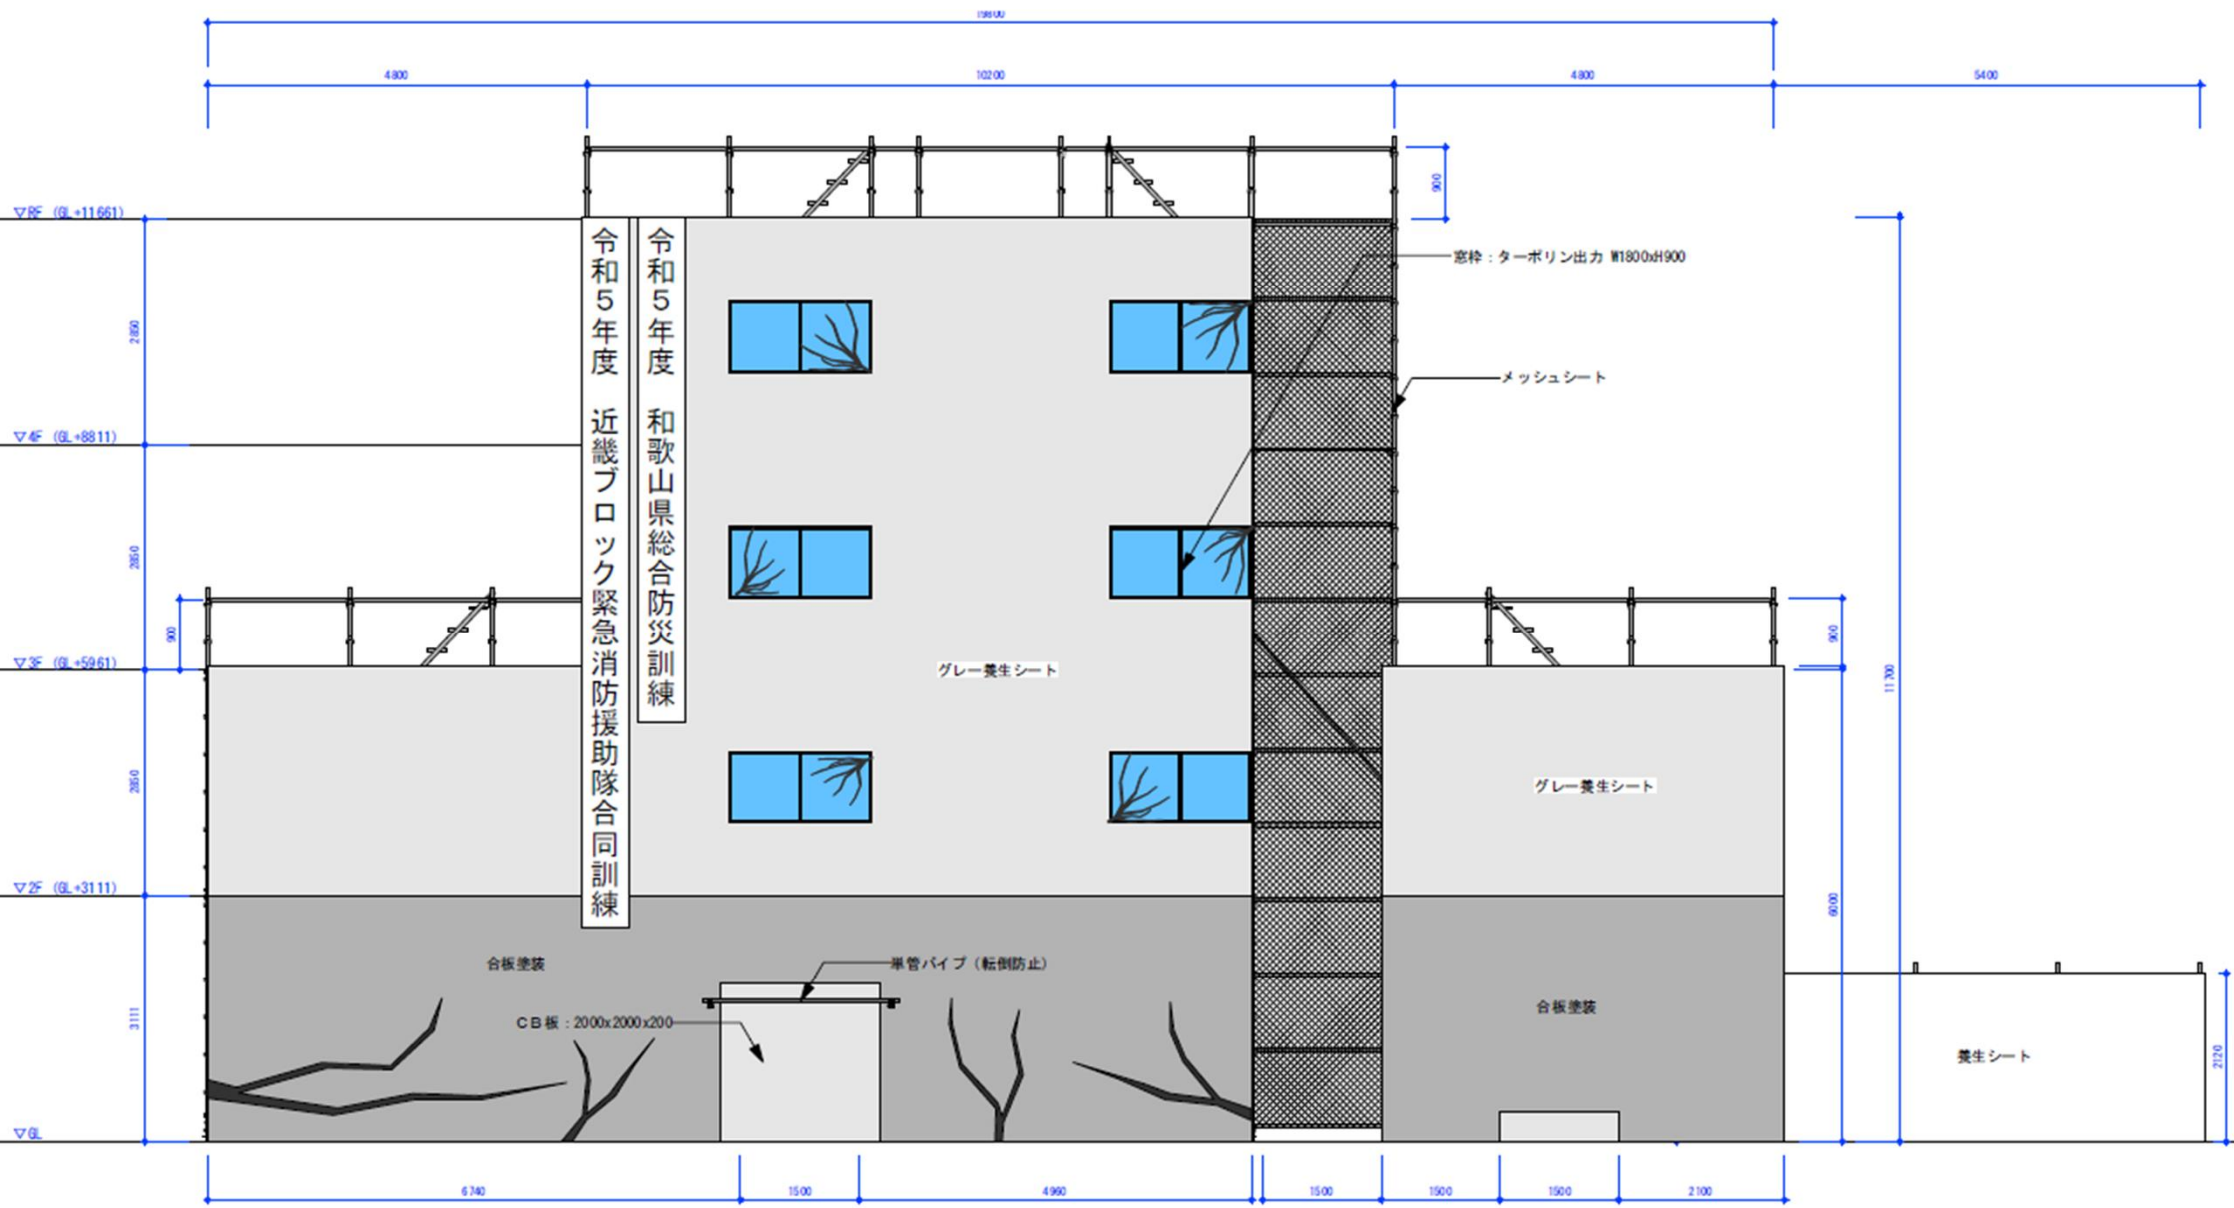 19800
4800
10200
4800
5400
900
▽RF (GL+11661)
令和5年度 近畿ブロック緊急消防援助隊合同訓練
令和5年度 和歌山県総合防災訓練
窓枠：ターポリン出力 W1800xH900
2850
メッシュシート
▽4F (GL+8811)
2850
900
900
▽3F (GL+5961)
グレー養生シート
11700
2850
グレー養生シート
▽2F (GL+3111)
6000
合板塗装
単管パイプ（転倒防止）
合板塗装
CB板：2000x2000x200
3111
養生シート
2120
▽GL
6740
1500
4960
1500
1500
1500
2100